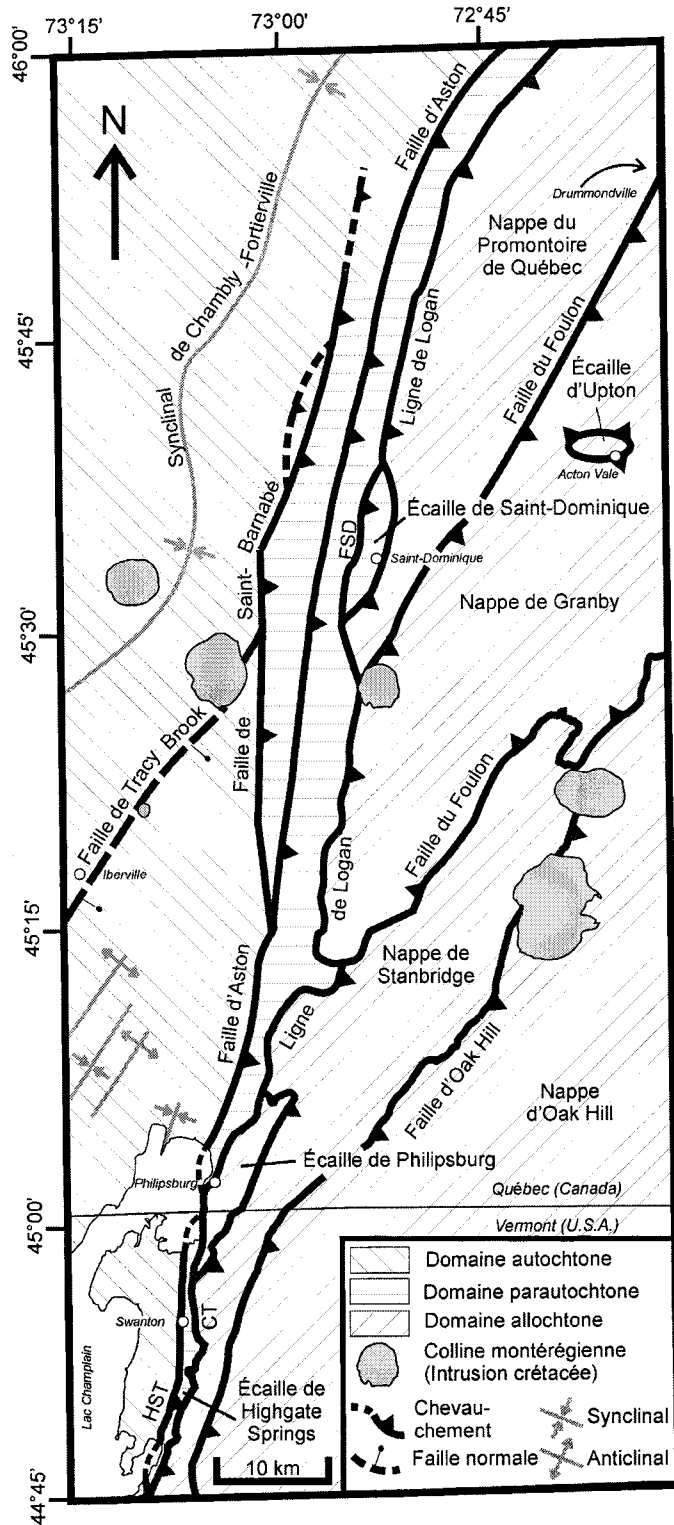 73°15'
73°00'
72°45'
46°00'
45°45'
45°30'
45°15'
45°00'
44°45'
N
Synclinal de Chambly-Fortierville
Faille d'Aston
Drummondville
Nappe du
Promontoire
de Québec
Ligne de Logan
Faille du Foulon
Écaille
d'Upton
Acton Vale
Faille de Saint-Barnabé
FSD
Écaille de Saint-Dominique
Saint-Dominique
Nappe de Granby
Faille de Tracy Brook
Iberville
Faille du Foulon
Ligne de Logan
Nappe de
Stanbridge
Faille d'Aston
Faille d'Oak Hill
Nappe
d'Oak Hill
Écaille de Philipsburg
Philipsburg
Québec (Canada)
Vermont (U.S.A.)
Swanton
CT
HST
Lac Champlain
Écaille de
Highgate
Springs
10 km
Domaine autochtone
Domaine parautochtone
Domaine allochtone
Colline montérégienne
(Intrusion crétacée)
Chevau-
chement
Synclinal
Faille normale
Anticlinal